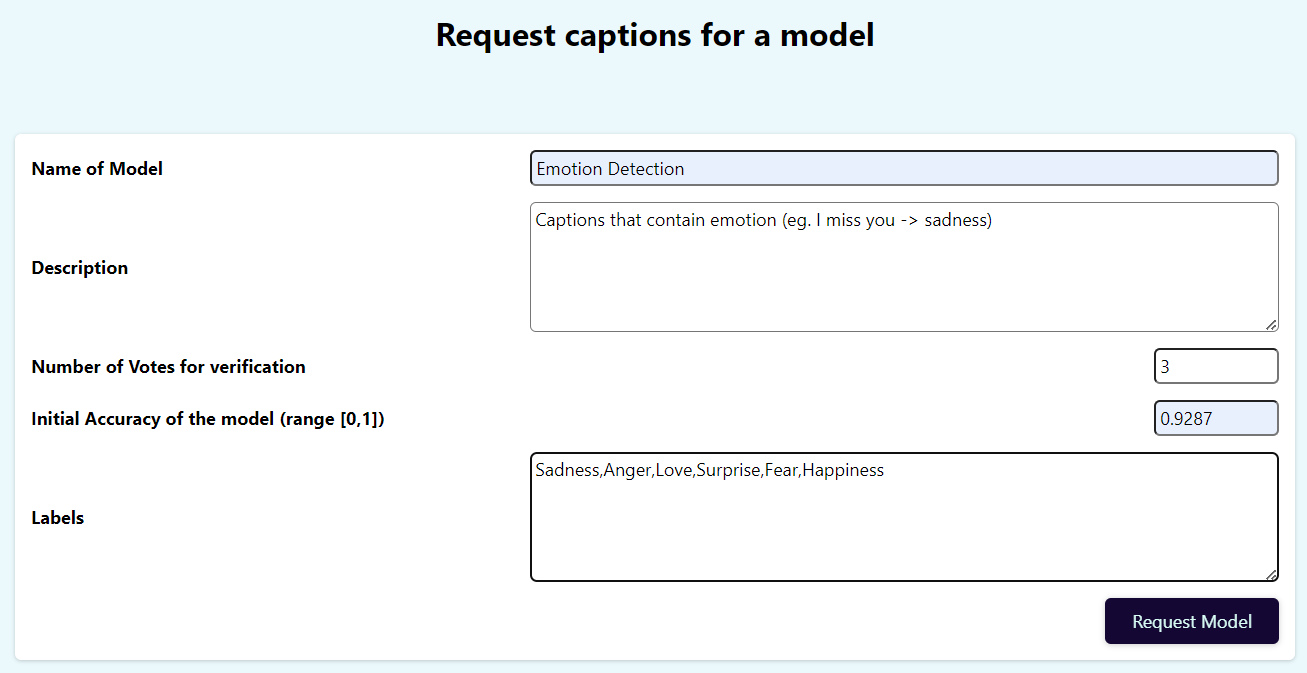 Request captions for a model
Name of Model
Emotion Detection
Description
Captions that contain emotion (eg. I miss you -> sadness)
Number of Votes for verification
3
Initial Accuracy of the model (range [0,1])
0.9287
Labels
Sadness,Anger,Love,Surprise,Fear,Happiness
Request Model